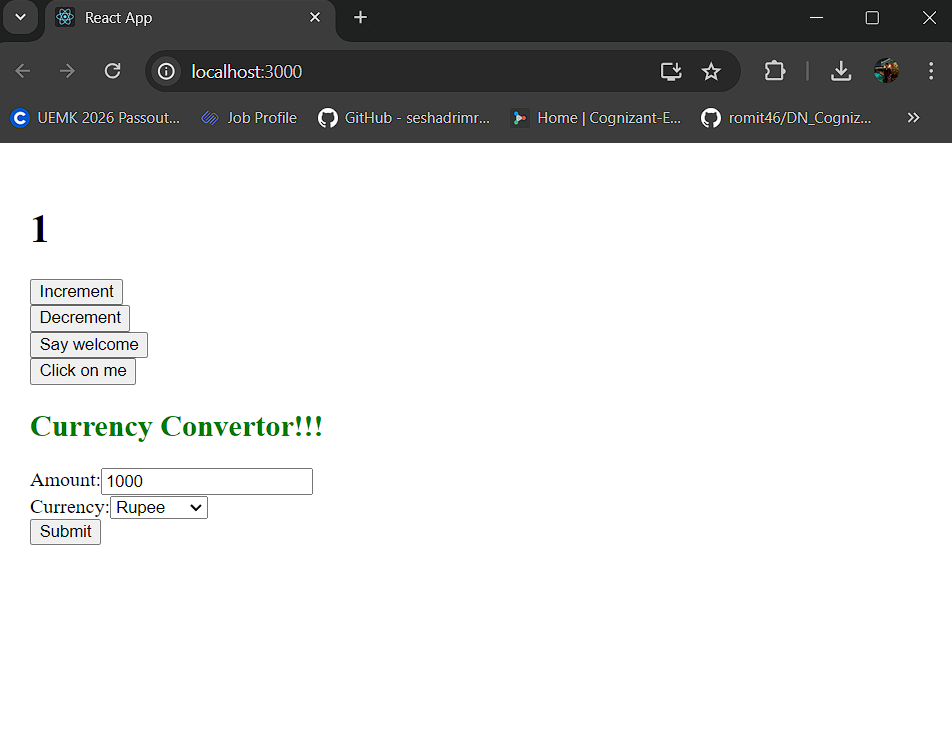 React App
localhost:3000
UEMK 2026 Passout... Job Profile GitHub - seshadrimr... Home | Cognizant-E... romit46/DN_Cogniz...
1
Increment
Decrement
Say welcome
Click on me
Currency Convertor!!!
Amount: 1000
Currency: Rupee
Submit